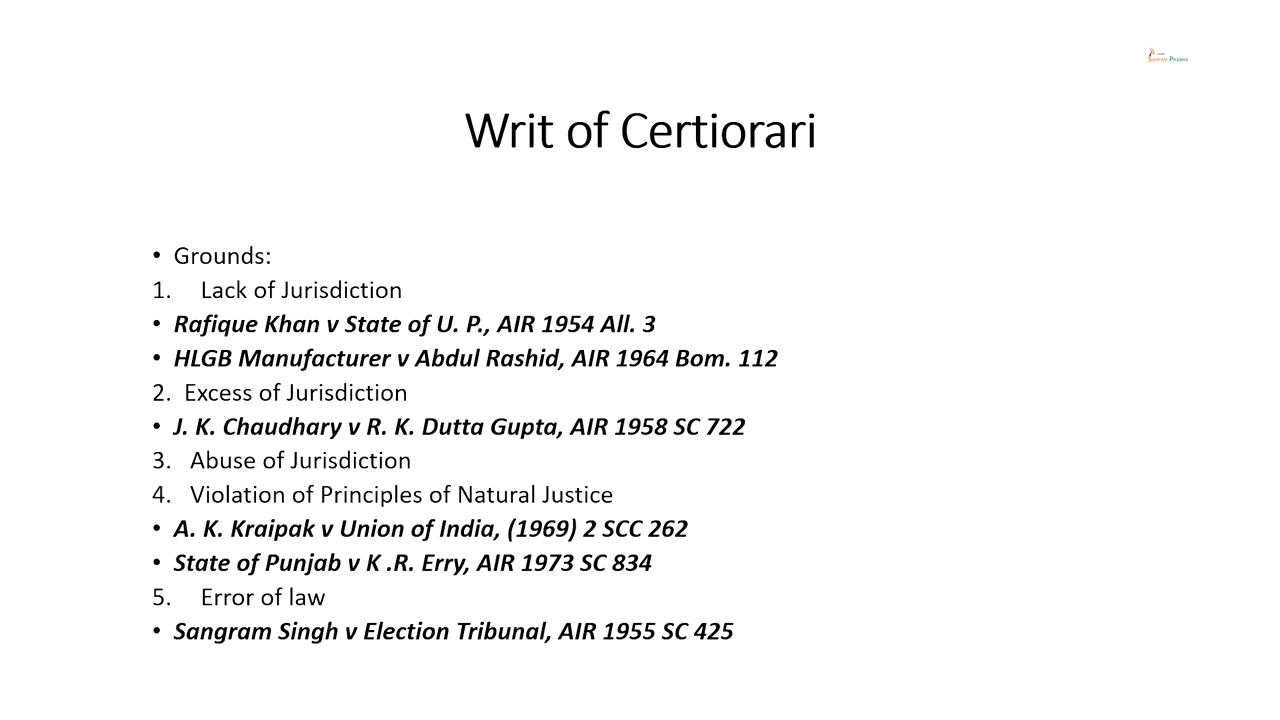 SWAYAM PRABHA
Writ of Certiorari
• Grounds:
1. Lack of Jurisdiction
• Rafique Khan v State of U. P., AIR 1954 All. 3
• HLGB Manufacturer v Abdul Rashid, AIR 1964 Bom. 112
2. Excess of Jurisdiction
• J. K. Chaudhary v R. K. Dutta Gupta, AIR 1958 SC 722
3. Abuse of Jurisdiction
4. Violation of Principles of Natural Justice
• A. K. Kraipak v Union of India, (1969) 2 SCC 262
• State of Punjab v K .R. Erry, AIR 1973 SC 834
5. Error of law
• Sangram Singh v Election Tribunal, AIR 1955 SC 425